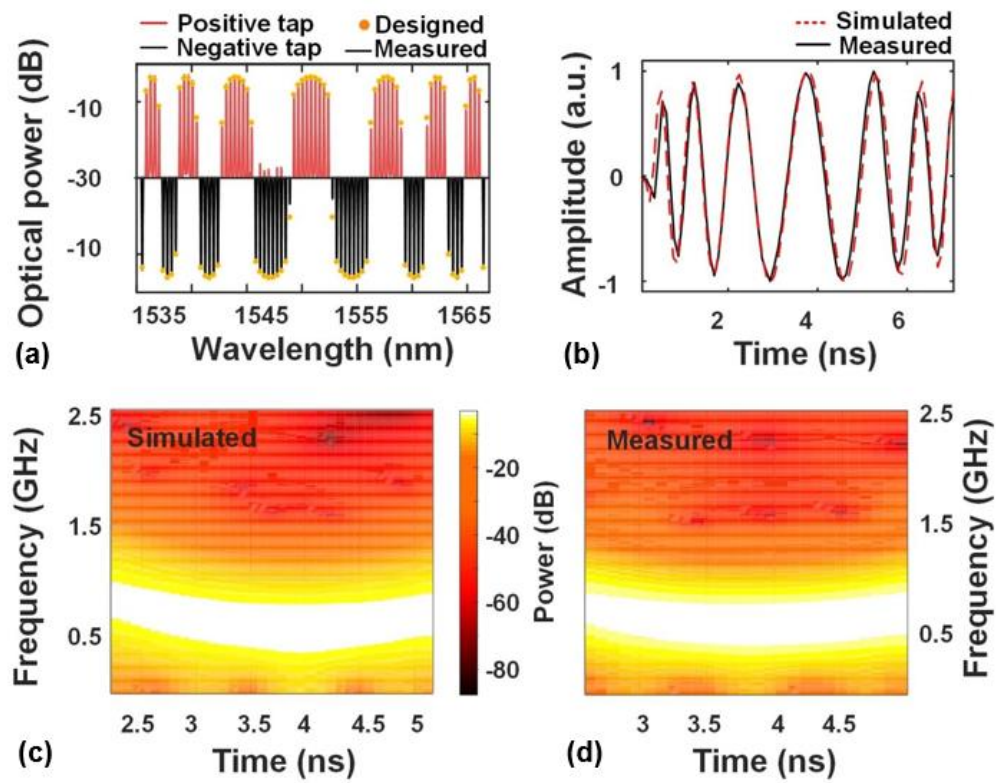 Positive tap
Negative tap
Designed
Measured
Optical power (dB)
-10
-30
-10
1535 1545 1555 1565
Wavelength (nm)
(a)
Simulated
Measured
Amplitude (a.u.)
1
0
-1
2 4 6
Time (ns)
(b)
Simulated
Frequency (GHz)
2.5
1.5
0.5
2.5 3 3.5 4 4.5 5
Time (ns)
(c)
-20
-40
-60
-80
Power (dB)
Measured
2.5
1.5
0.5
Frequency (GHz)
3 3.5 4 4.5
Time (ns)
(d)